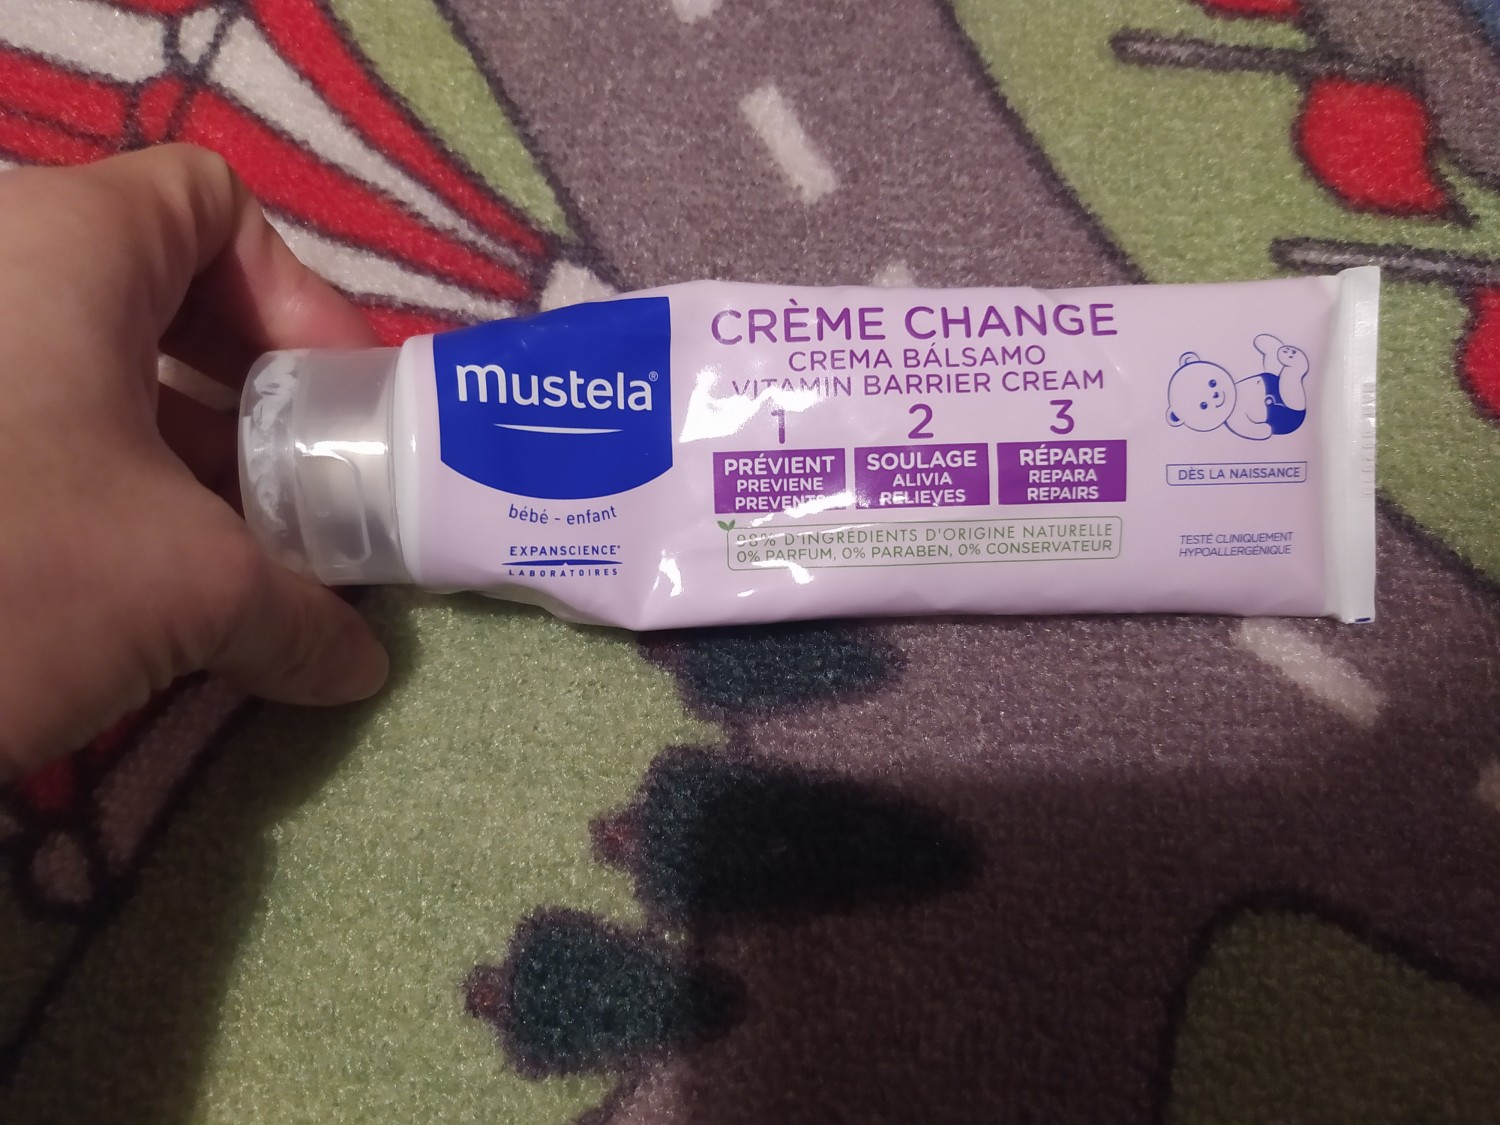 mustela®
bébé - enfant
EXPANSCIENCE®
LABORATOIRES
CRÈME CHANGE
CREMA BÁLSAMO
VITAMIN BARRIER CREAM
1 2 3
PRÉVIENT
PREVIENE
PREVENTS
SOULAGE
ALIVIA
RELIEVES
RÉPARE
REPARA
REPAIRS
98% D'INGRÉDIENTS D'ORIGINE NATURELLE
0% PARFUM, 0% PARABEN, 0% CONSERVATEUR
DÈS LA NAISSANCE
TESTÉ CLINIQUEMENT
HYPOALLERGÉNIQUE